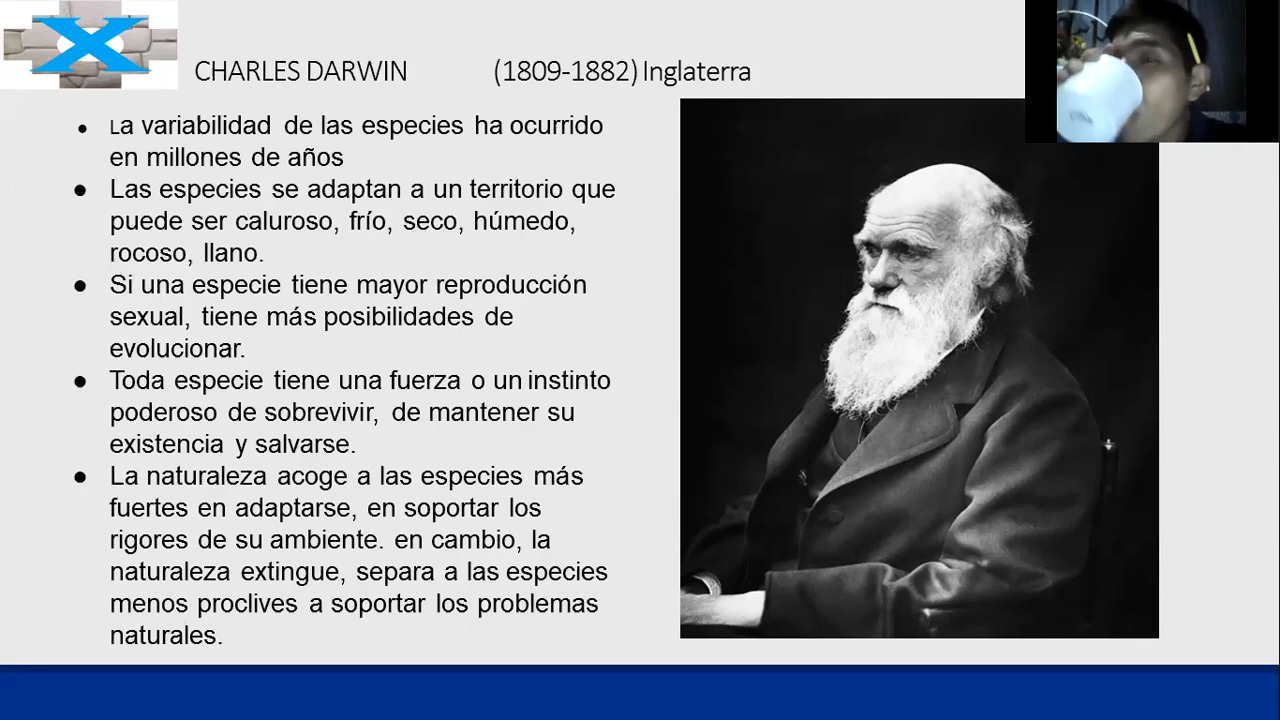 X
CHARLES DARWIN (1809-1882) Inglaterra
● La variabilidad de las especies ha ocurrido
en millones de años
● Las especies se adaptan a un territorio que
puede ser caluroso, frío, seco, húmedo,
rocoso, llano.
● Si una especie tiene mayor reproducción
sexual, tiene más posibilidades de
evolucionar.
● Toda especie tiene una fuerza o un instinto
poderoso de sobrevivir, de mantener su
existencia y salvarse.
● La naturaleza acoge a las especies más
fuertes en adaptarse, en soportar los
rigores de su ambiente. en cambio, la
naturaleza extingue, separa a las especies
menos proclives a soportar los problemas
naturales.